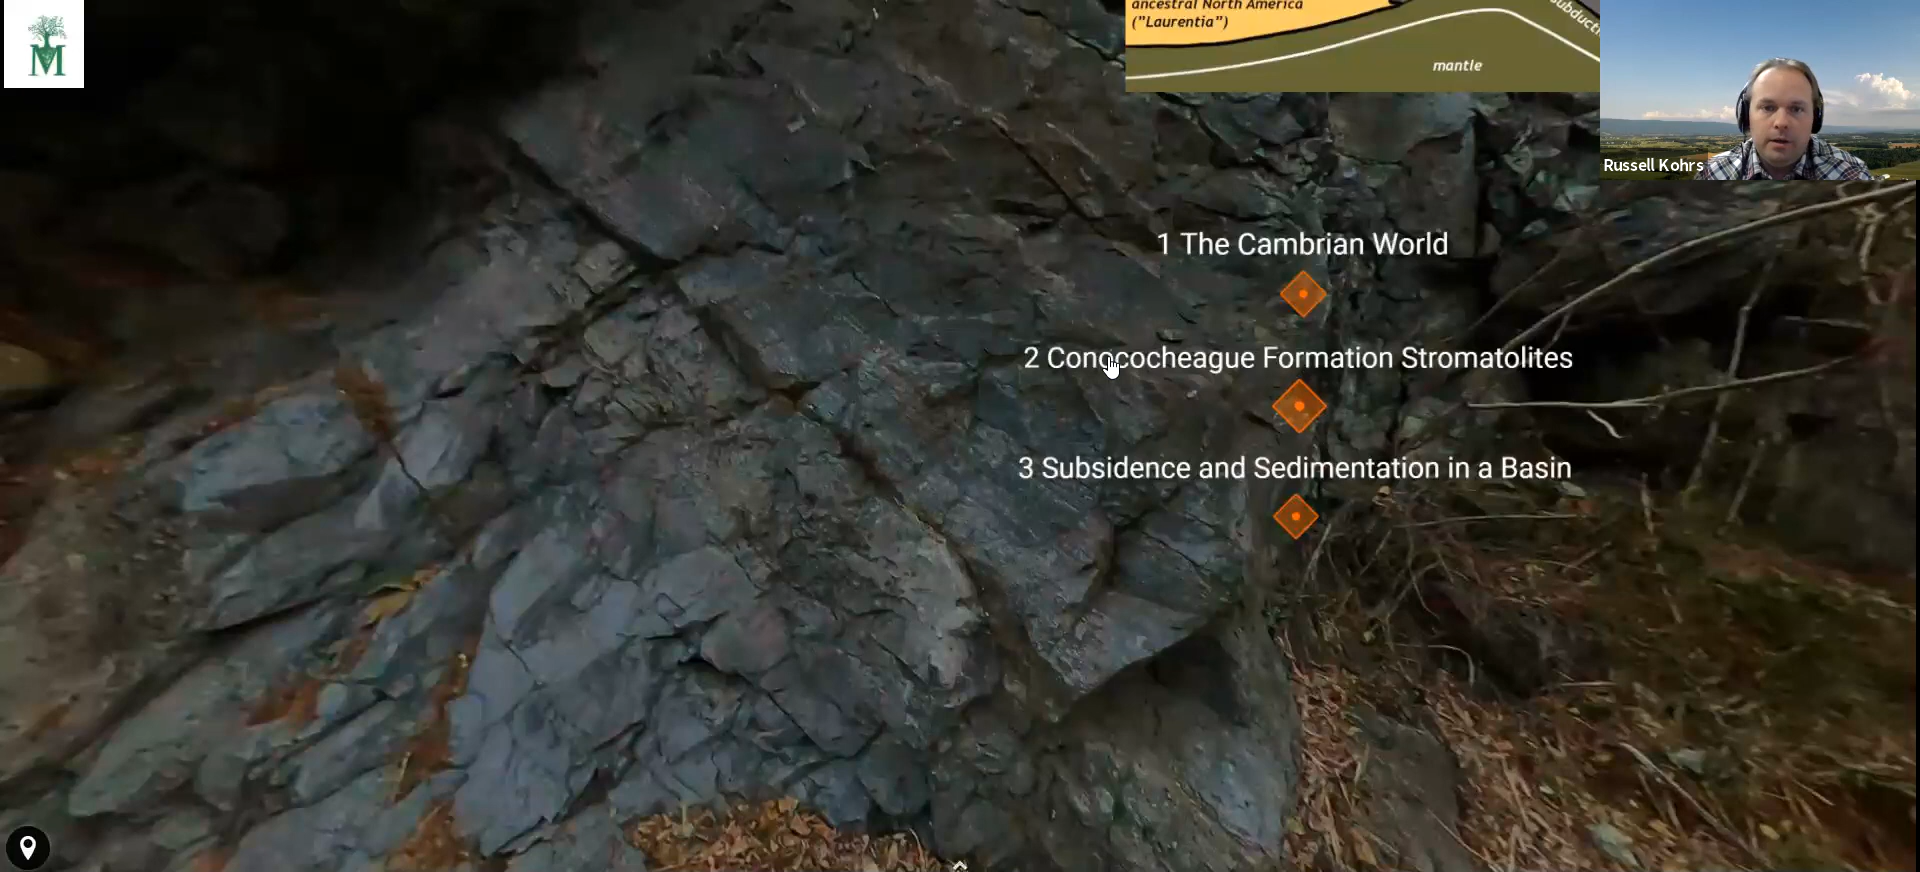 M
ancestral North America
("Laurentia")
mantle
Russell Kohrs
1 The Cambrian World
2 Conococheague Formation Stromatolites
3 Subsidence and Sedimentation in a Basin